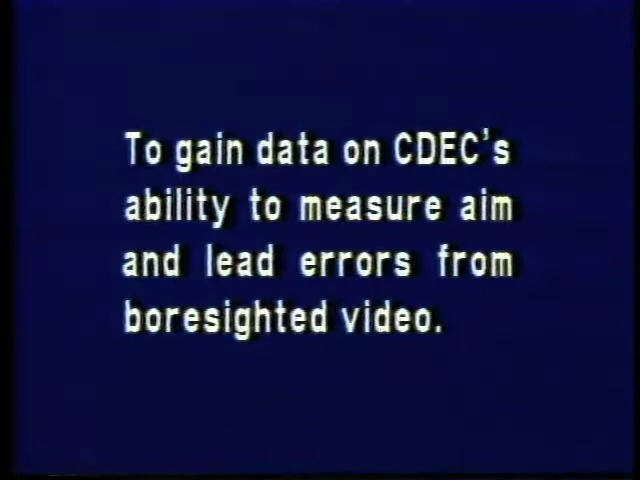 To gain data on CDEC's
ability to measure aim
and lead errors from
boresighted video.